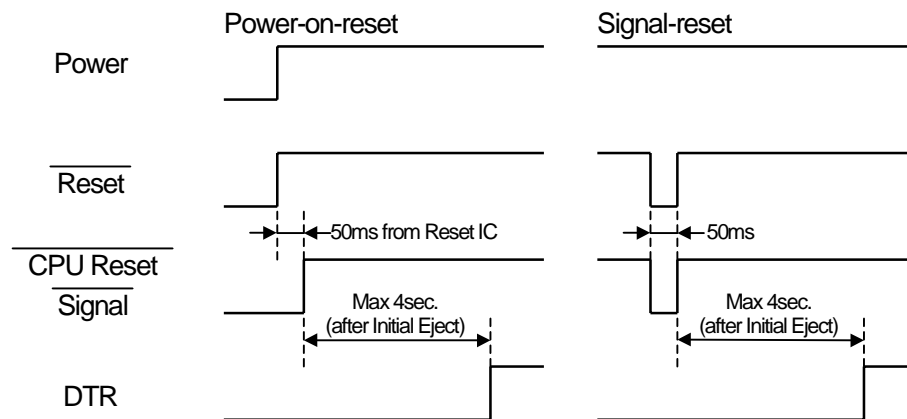 Power-on-reset
Signal-reset
Power
Reset
50ms from Reset IC
50ms
CPU Reset
Signal
Max 4sec.
(after Initial Eject)
Max 4sec.
(after Initial Eject)
DTR